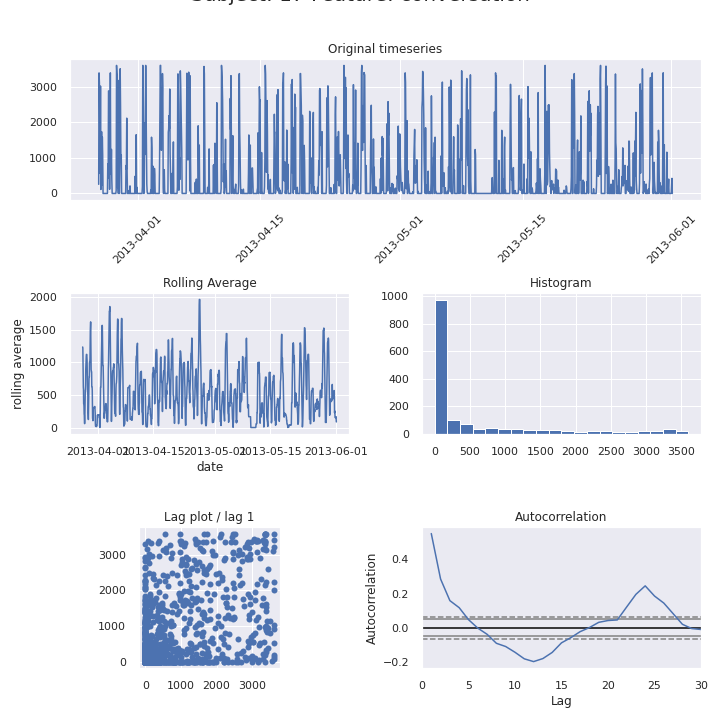 Original timeseries
3000
2000
1000
0
2013-04-01
2013-04-15
2013-05-01
2013-05-15
2013-06-01
Rolling Average
rolling average
2000
1500
1000
500
0
2013-04-01
2013-04-15
2013-05-01
2013-05-15
2013-06-01
date
Histogram
1000
800
600
400
200
0
0 500 1000 1500 2000 2500 3000 3500
Lag plot / lag 1
3000
2000
1000
0
0 1000 2000 3000
Autocorrelation
Autocorrelation
0.4
0.2
0.0
−0.2
0 5 10 15 20 25 30
Lag